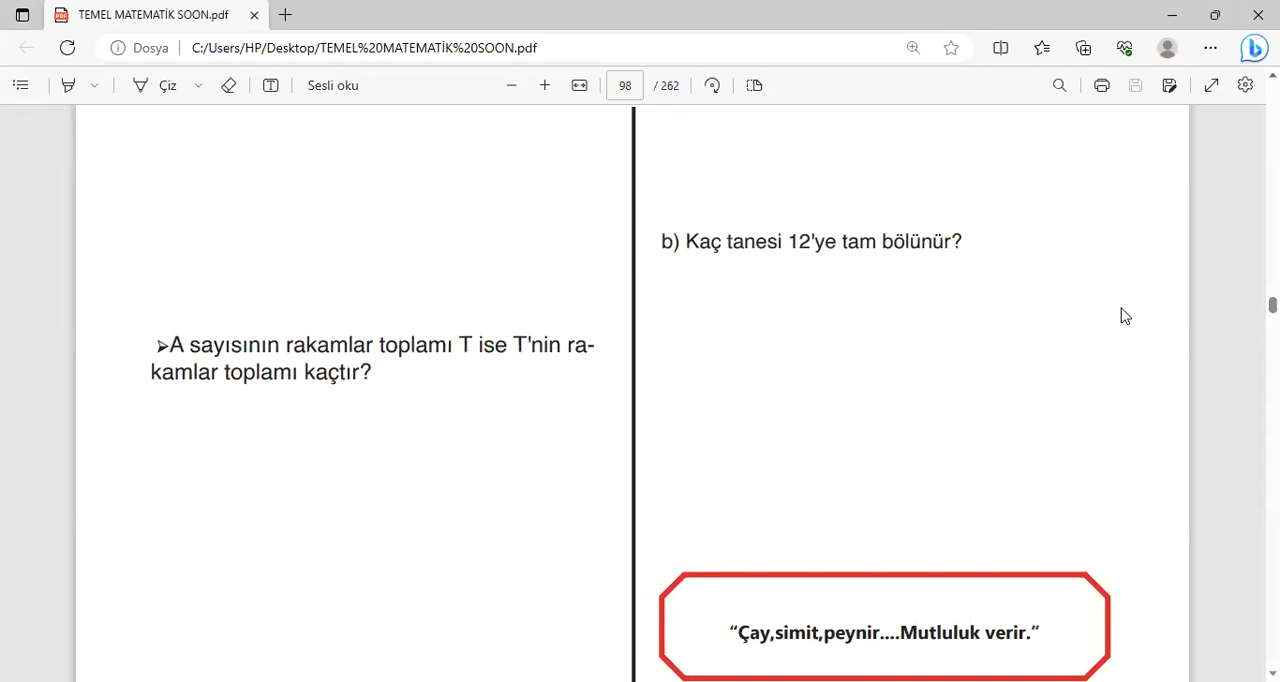 TEMEL MATEMATİK SOON.pdf
Dosya
C:/Users/HP/Desktop/TEMEL%20MATEMATİK%20SOON.pdf
Çiz
Sesli oku
98 / 262
➢A sayısının rakamlar toplamı T ise T'nin ra-
kamlar toplamı kaçtır?
b) Kaç tanesi 12'ye tam bölünür?
“Çay,simit,peynir....Mutluluk verir.”